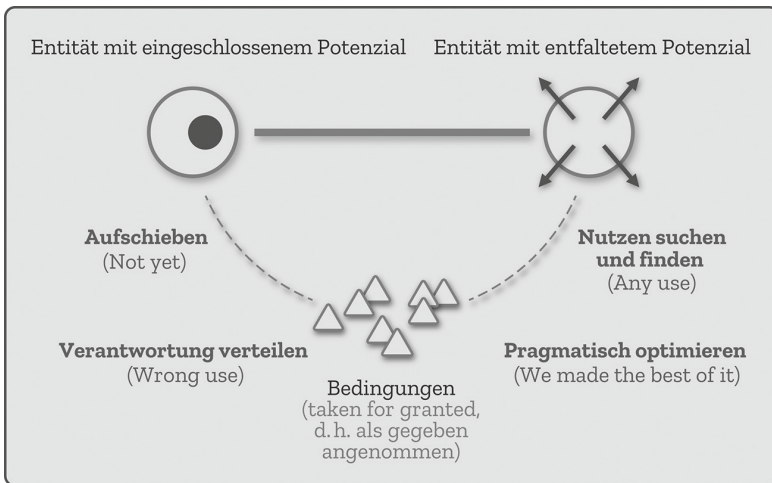 Entität mit eingeschlossenem Potenzial
Entität mit entfaltetem Potenzial
Aufschieben
(Not yet)
Nutzen suchen
und finden
(Any use)
Verantwortung verteilen
(Wrong use)
Pragmatisch optimieren
(We made the best of it)
Bedingungen
(taken for granted,
d. h. als gegeben
angenommen)